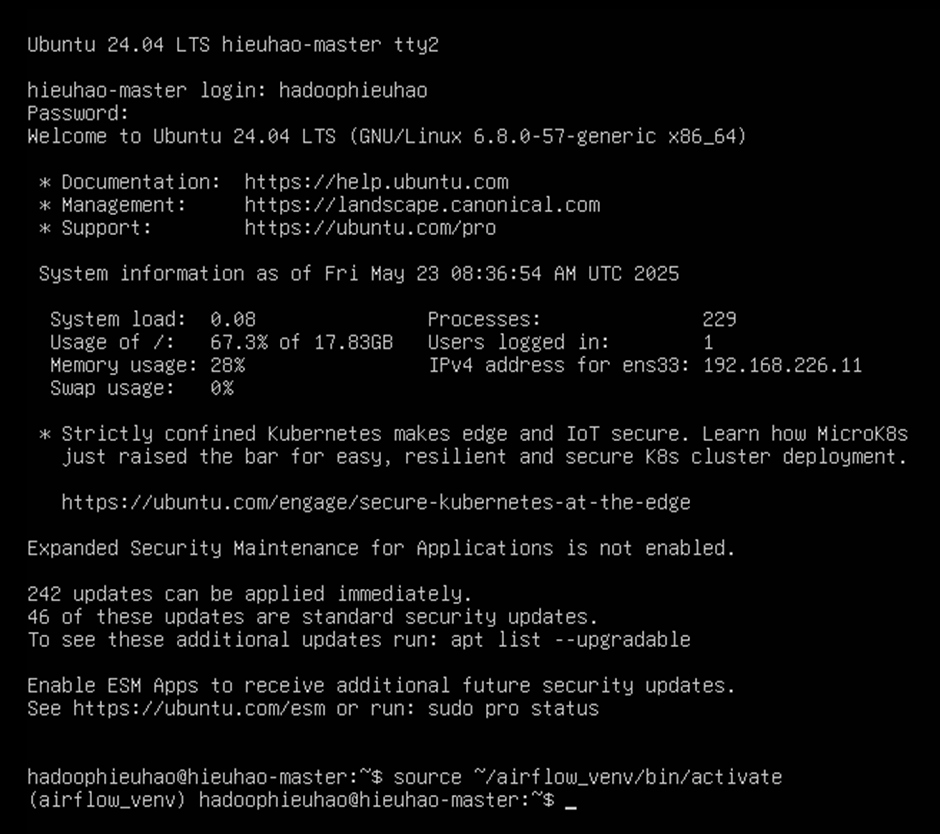 Ubuntu 24.04 LTS hieuhao-master tty2
hieuhao-master login: hadoophieuhao
Password:
Welcome to Ubuntu 24.04 LTS (GNU/Linux 6.8.0-57-generic x86_64)
* Documentation:  https://help.ubuntu.com
* Management:     https://landscape.canonical.com
* Support:        https://ubuntu.com/pro
System information as of Fri May 23 08:36:54 AM UTC 2025
System load:  0.08               Processes:              229
Usage of /:   67.3% of 17.83GB   Users logged in:        1
Memory usage: 28%                IPv4 address for ens33: 192.168.226.11
Swap usage:   0%
* Strictly confined Kubernetes makes edge and IoT secure. Learn how MicroK8s
just raised the bar for easy, resilient and secure K8s cluster deployment.
https://ubuntu.com/engage/secure-kubernetes-at-the-edge
Expanded Security Maintenance for Applications is not enabled.
242 updates can be applied immediately.
46 of these updates are standard security updates.
To see these additional updates run: apt list --upgradable
Enable ESM Apps to receive additional future security updates.
See https://ubuntu.com/esm or run: sudo pro status
hadoophieuhao@hieuhao-master:~$ source ~/airflow_venv/bin/activate
(airflow_venv) hadoophieuhao@hieuhao-master:~$ _